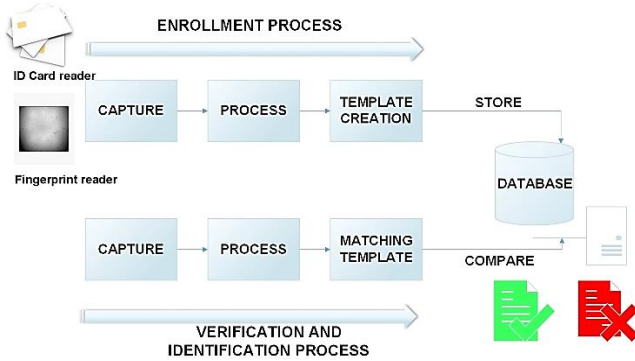 ENROLLMENT PROCESS
ID Card reader
CAPTURE
PROCESS
TEMPLATE
CREATION
STORE
Fingerprint reader
DATABASE
CAPTURE
PROCESS
MATCHING
TEMPLATE
COMPARE
VERIFICATION AND
IDENTIFICATION PROCESS